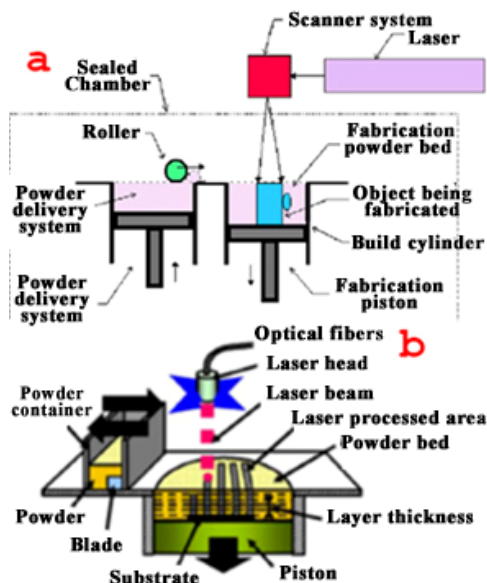 a
Scanner system
Laser
Sealed
Chamber
Roller
Fabrication
powder bed
Powder
delivery
system
Object being
fabricated
Build cylinder
Powder
delivery
system
Fabrication
piston
b
Optical fibers
Laser head
Laser beam
Powder
container
Laser processed area
Powder bed
Powder
Blade
Layer thickness
Substrate
Piston